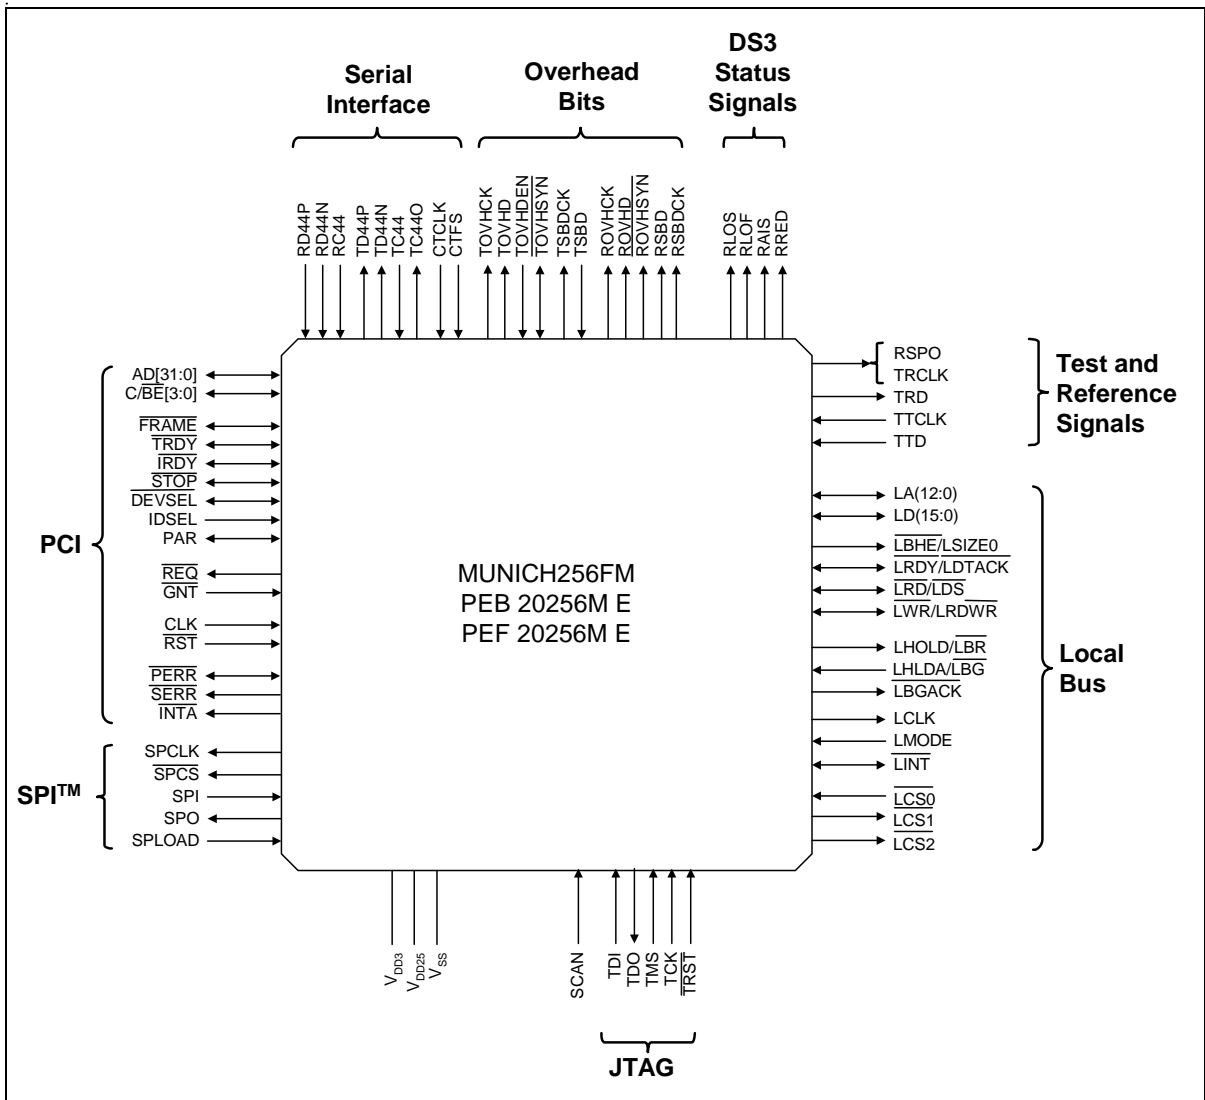 DS3
Status
Signals
Serial
Interface
Overhead
Bits
RD44P
RD44N
RC44
TD44P
TD44N
TC44
TC44O
CTCLK
CTFS
TOVHCK
TOVHD
TOVHDEN
TOVHSYN
TSBDCK
TSBD
ROVHCK
ROVHD
ROVHSYN
RSBD
RSBDCK
RLOS
RLOF
RAIS
RRED
PCI
AD[31:0]
C/BE[3:0]
FRAME
TRDY
IRDY
STOP
DEVSEL
IDSEL
PAR
REQ
GNT
CLK
RST
PERR
SERR
INTA
SPI™
SPCLK
SPCS
SPI
SPO
SPLOAD
MUNICH256FM
PEB 20256M E
PEF 20256M E
RSPO
TRCLK
TRD
TTCLK
TTD
Test and
Reference
Signals
LA(12:0)
LD(15:0)
LBHE/LSIZE0
LRDY/LDTACK
LRD/LDS
LWR/LRDWR
LHOLD/LBR
LHLDA/LBG
LBGACK
LCLK
LMODE
LINT
LCS0
LCS1
LCS2
Local
Bus
VDD3
VDD25
VSS
SCAN
TDI
TDO
TMS
TCK
TRST
JTAG